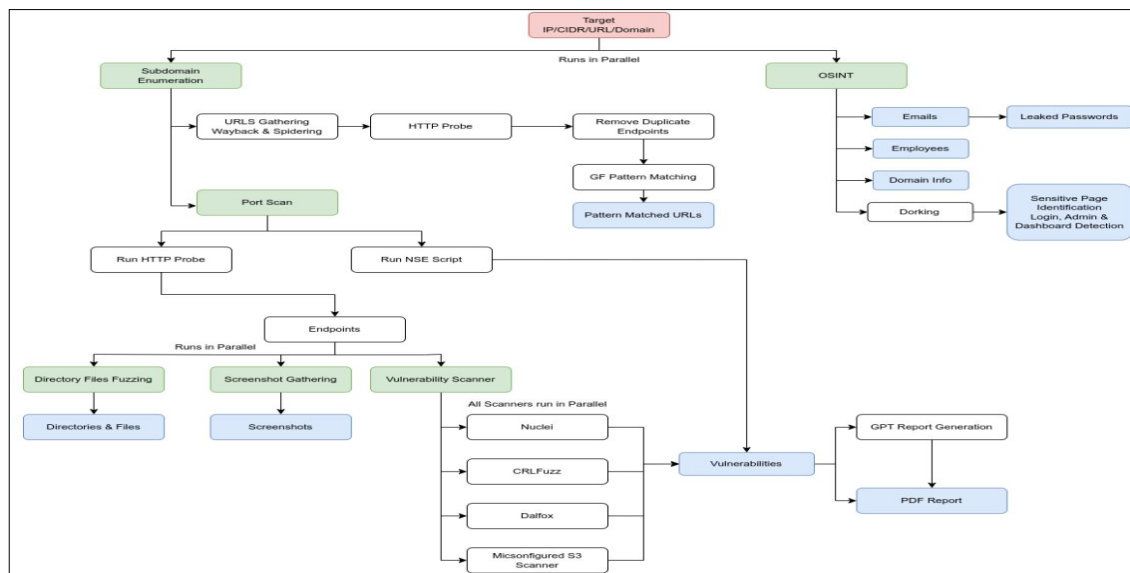 Target
IP/CIDR/URL/Domain
Runs in Parallel
Subdomain
Enumeration
OSINT
URLS Gathering
Wayback & Spidering
HTTP Probe
Remove Duplicate
Endpoints
Emails
Leaked Passwords
Employees
GF Pattern Matching
Domain Info
Port Scan
Pattern Matched URLs
Dorking
Sensitive Page
Identification
Login, Admin &
Dashboard Detection
Run HTTP Probe
Run NSE Script
Endpoints
Runs in Parallel
Directory Files Fuzzing
Screenshot Gathering
Vulnerability Scanner
All Scanners run in Parallel
Directories & Files
Screenshots
Nuclei
GPT Report Generation
CRLFuzz
Vulnerabilities
PDF Report
Dalfox
Micsonfigured S3
Scanner